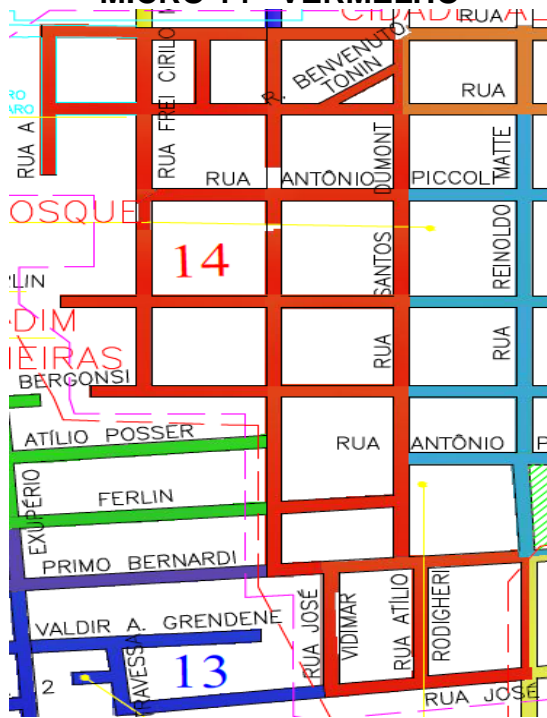 MICRO 14 - VERMELHO
RUA
RUA FREI CIRILO
R. BENVENUTO
TONIN
RUA
RUA A
RUA ANTÔNIO PICCOLI
MATTE
DUMONT
OSQUE
14
SANTOS
REINOLDO
RLIN
DIM
EIRAS
RUA
RUA
BERGONSI
ATÍLIO POSSER
RUA ANTÔNIO P
EXUPÉRIO
FERLIN
PRIMO BERNARDI
RUA JOSÉ
VIDIMAR
RUA ATÍLIO
RODIGHERI
VALDIR A. GRENDENE
RAVESSA
13
2
RUA JOSÉ